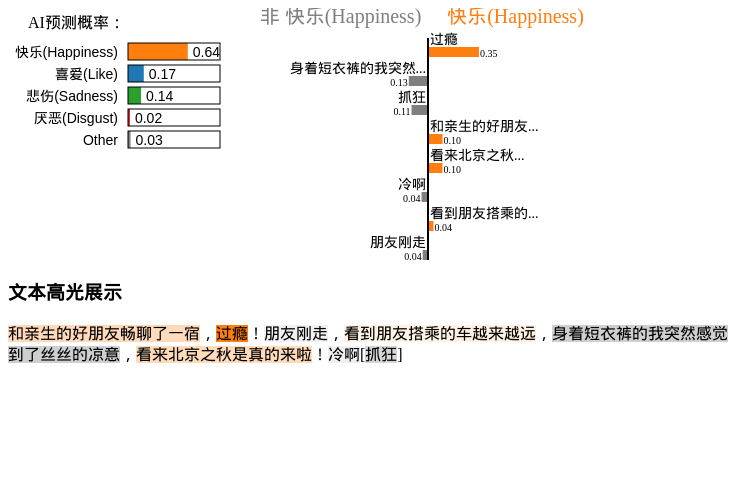 AI预测概率：
快乐(Happiness) 0.64
喜爱(Like) 0.17
悲伤(Sadness) 0.14
厌恶(Disgust) 0.02
Other 0.03
非 快乐(Happiness) 快乐(Happiness)
过瘾
0.35
身着短衣裤的我突然...
0.13
抓狂
0.11
和亲生的好朋友...
0.10
看来北京之秋...
0.10
冷啊
0.04
看到朋友搭乘的...
0.04
朋友刚走
0.04
文本高光展示
和亲生的好朋友畅聊了一宿，过瘾！朋友刚走，看到朋友搭乘的车越来越远，身着短衣裤的我突然感觉
到了丝丝的凉意，看来北京之秋是真的来啦！冷啊[抓狂]